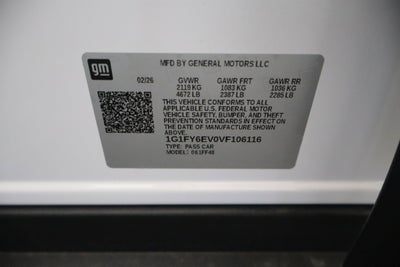 gm
MFD BY GENERAL MOTORS LLC
02/26 GVWR GAWR FRT GAWR RR
2119 KG 1083 KG 1036 KG
4672 LB 2387 LB 2285 LB
THIS VEHICLE CONFORMS TO ALL
APPLICABLE U.S. FEDERAL MOTOR
VEHICLE SAFETY, BUMPER, AND THEFT
PREVENTION STANDARDS IN EFFECT ON THE
DATE OF MANUFACTURE SHOWN
ABOVE.
1G1FY6EV0VF106116
TYPE: PASS CAR
MODEL: 0K1FF48